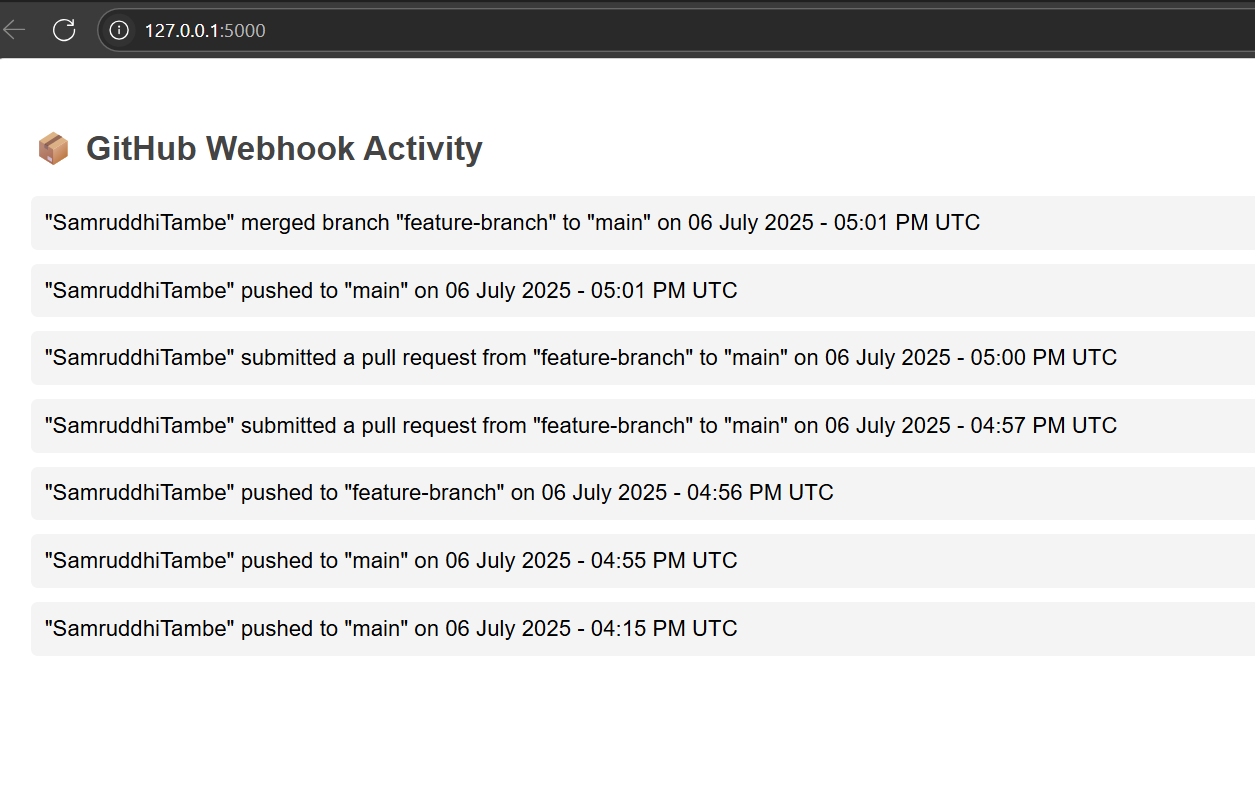 127.0.0.1:5000
📦 GitHub Webhook Activity
"SamruddhiTambe" merged branch "feature-branch" to "main" on 06 July 2025 - 05:01 PM UTC
"SamruddhiTambe" pushed to "main" on 06 July 2025 - 05:01 PM UTC
"SamruddhiTambe" submitted a pull request from "feature-branch" to "main" on 06 July 2025 - 05:00 PM UTC
"SamruddhiTambe" submitted a pull request from "feature-branch" to "main" on 06 July 2025 - 04:57 PM UTC
"SamruddhiTambe" pushed to "feature-branch" on 06 July 2025 - 04:56 PM UTC
"SamruddhiTambe" pushed to "main" on 06 July 2025 - 04:55 PM UTC
"SamruddhiTambe" pushed to "main" on 06 July 2025 - 04:15 PM UTC